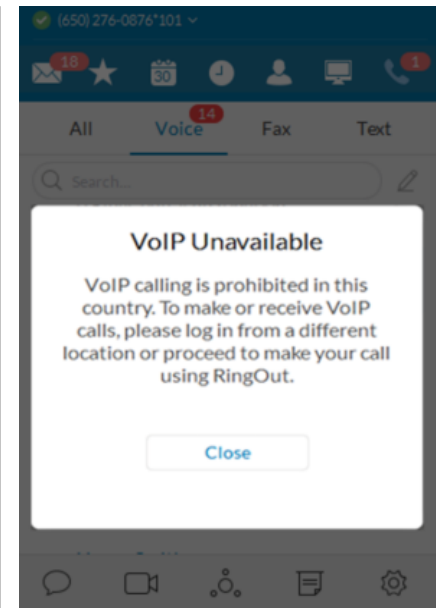 (650) 276-0876*101
18
30
1
14
All Voice Fax Text
Search...
VoIP Unavailable
VoIP calling is prohibited in this
country. To make or receive VoIP
calls, please log in from a different
location or proceed to make your call
using RingOut.
Close